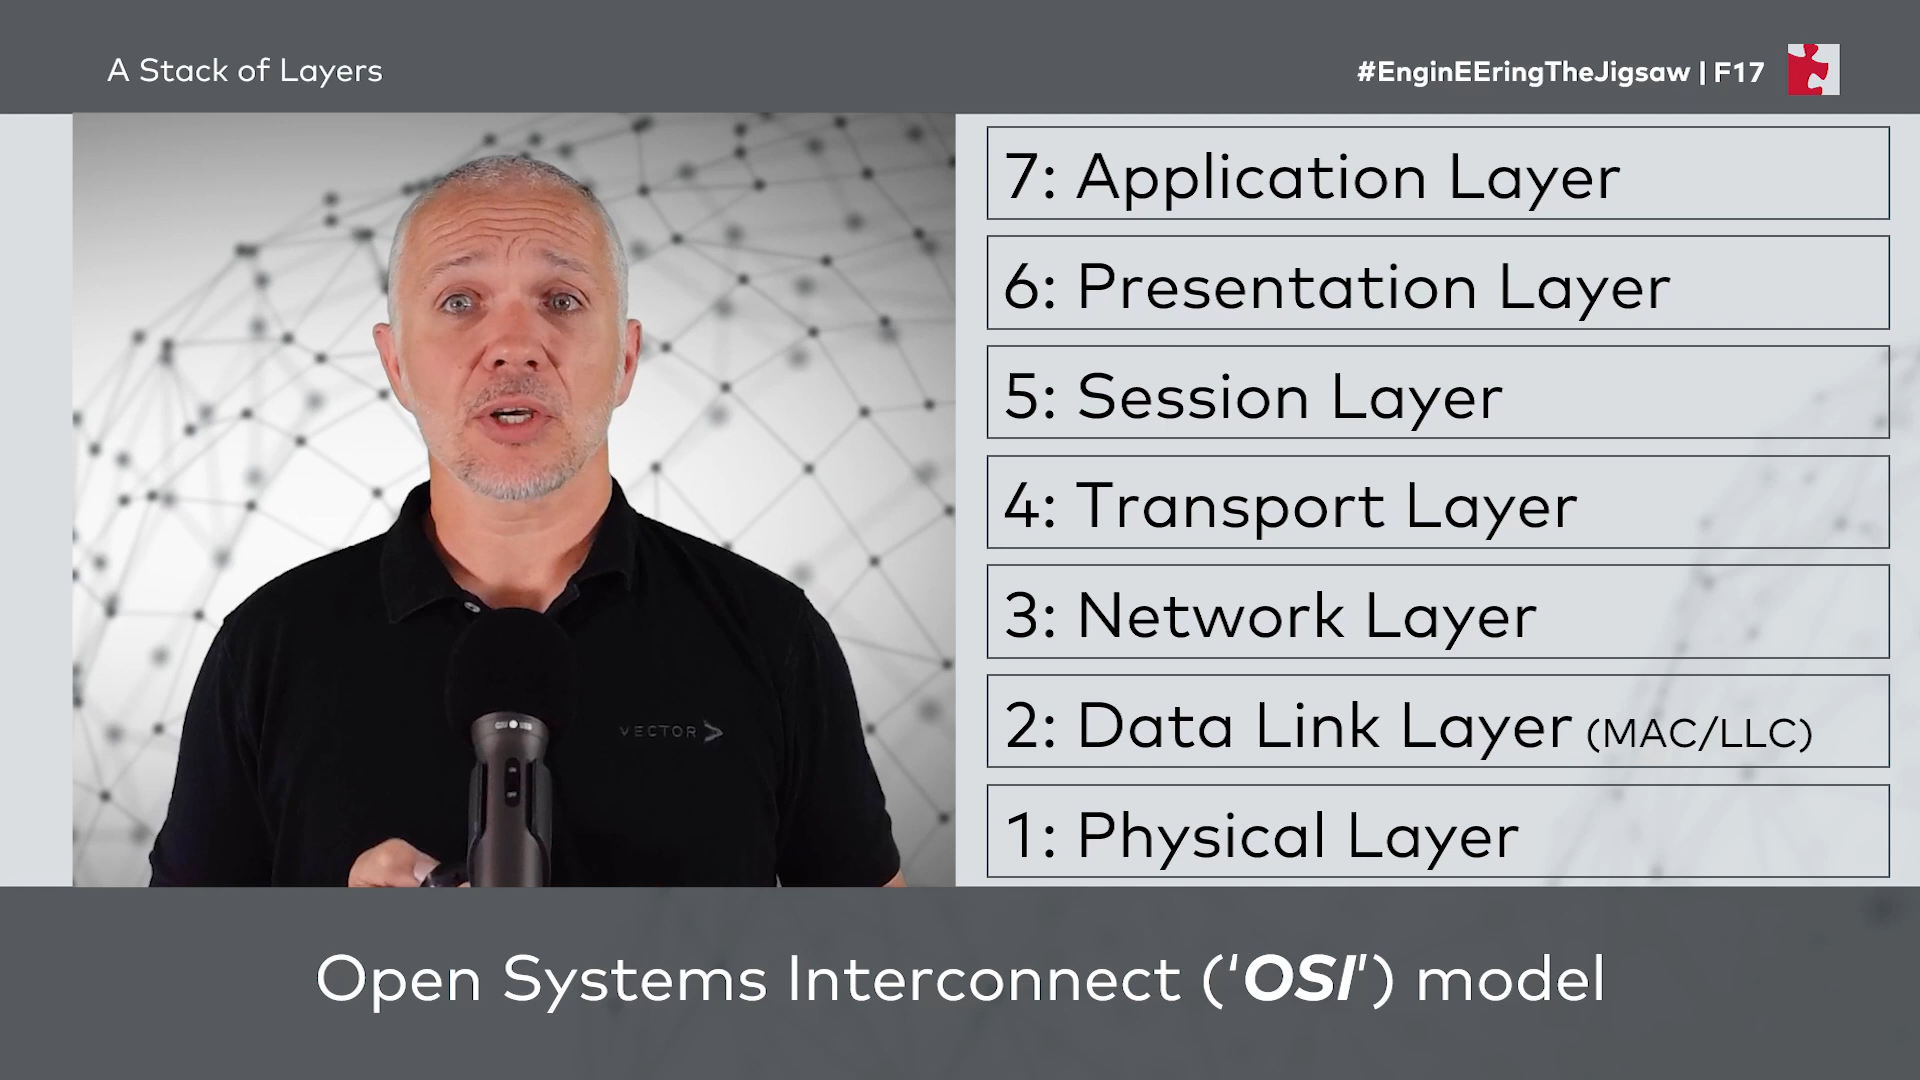 A Stack of Layers
#EnginEEringTheJigsaw | F17
7: Application Layer
6: Presentation Layer
5: Session Layer
4: Transport Layer
3: Network Layer
2: Data Link Layer (MAC/LLC)
1: Physical Layer
VECTOR
Open Systems Interconnect (‘OSI’) model